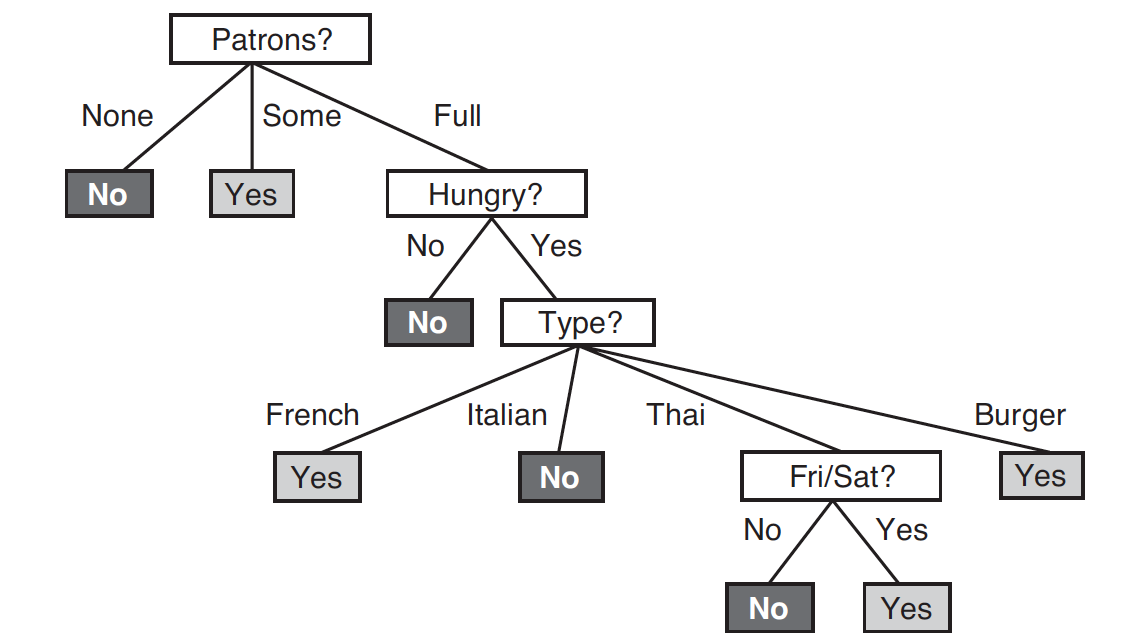 Patrons?
None Some Full
No Yes Hungry?
No Yes
No Type?
French Italian Thai Burger
Yes No Fri/Sat? Yes
No Yes
No Yes